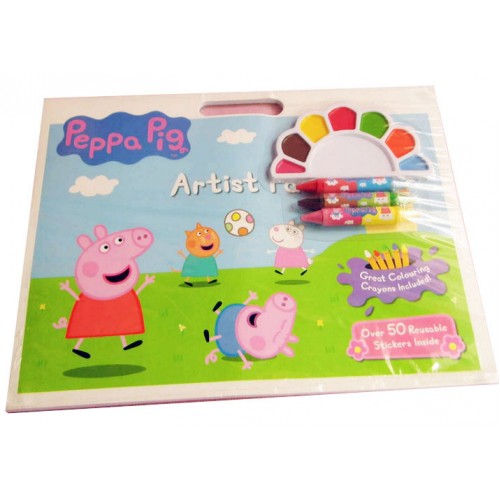 Peppa Pig
Artist
Great Colouring
Crayons Included!
Over 50 Reusable
Stickers Inside